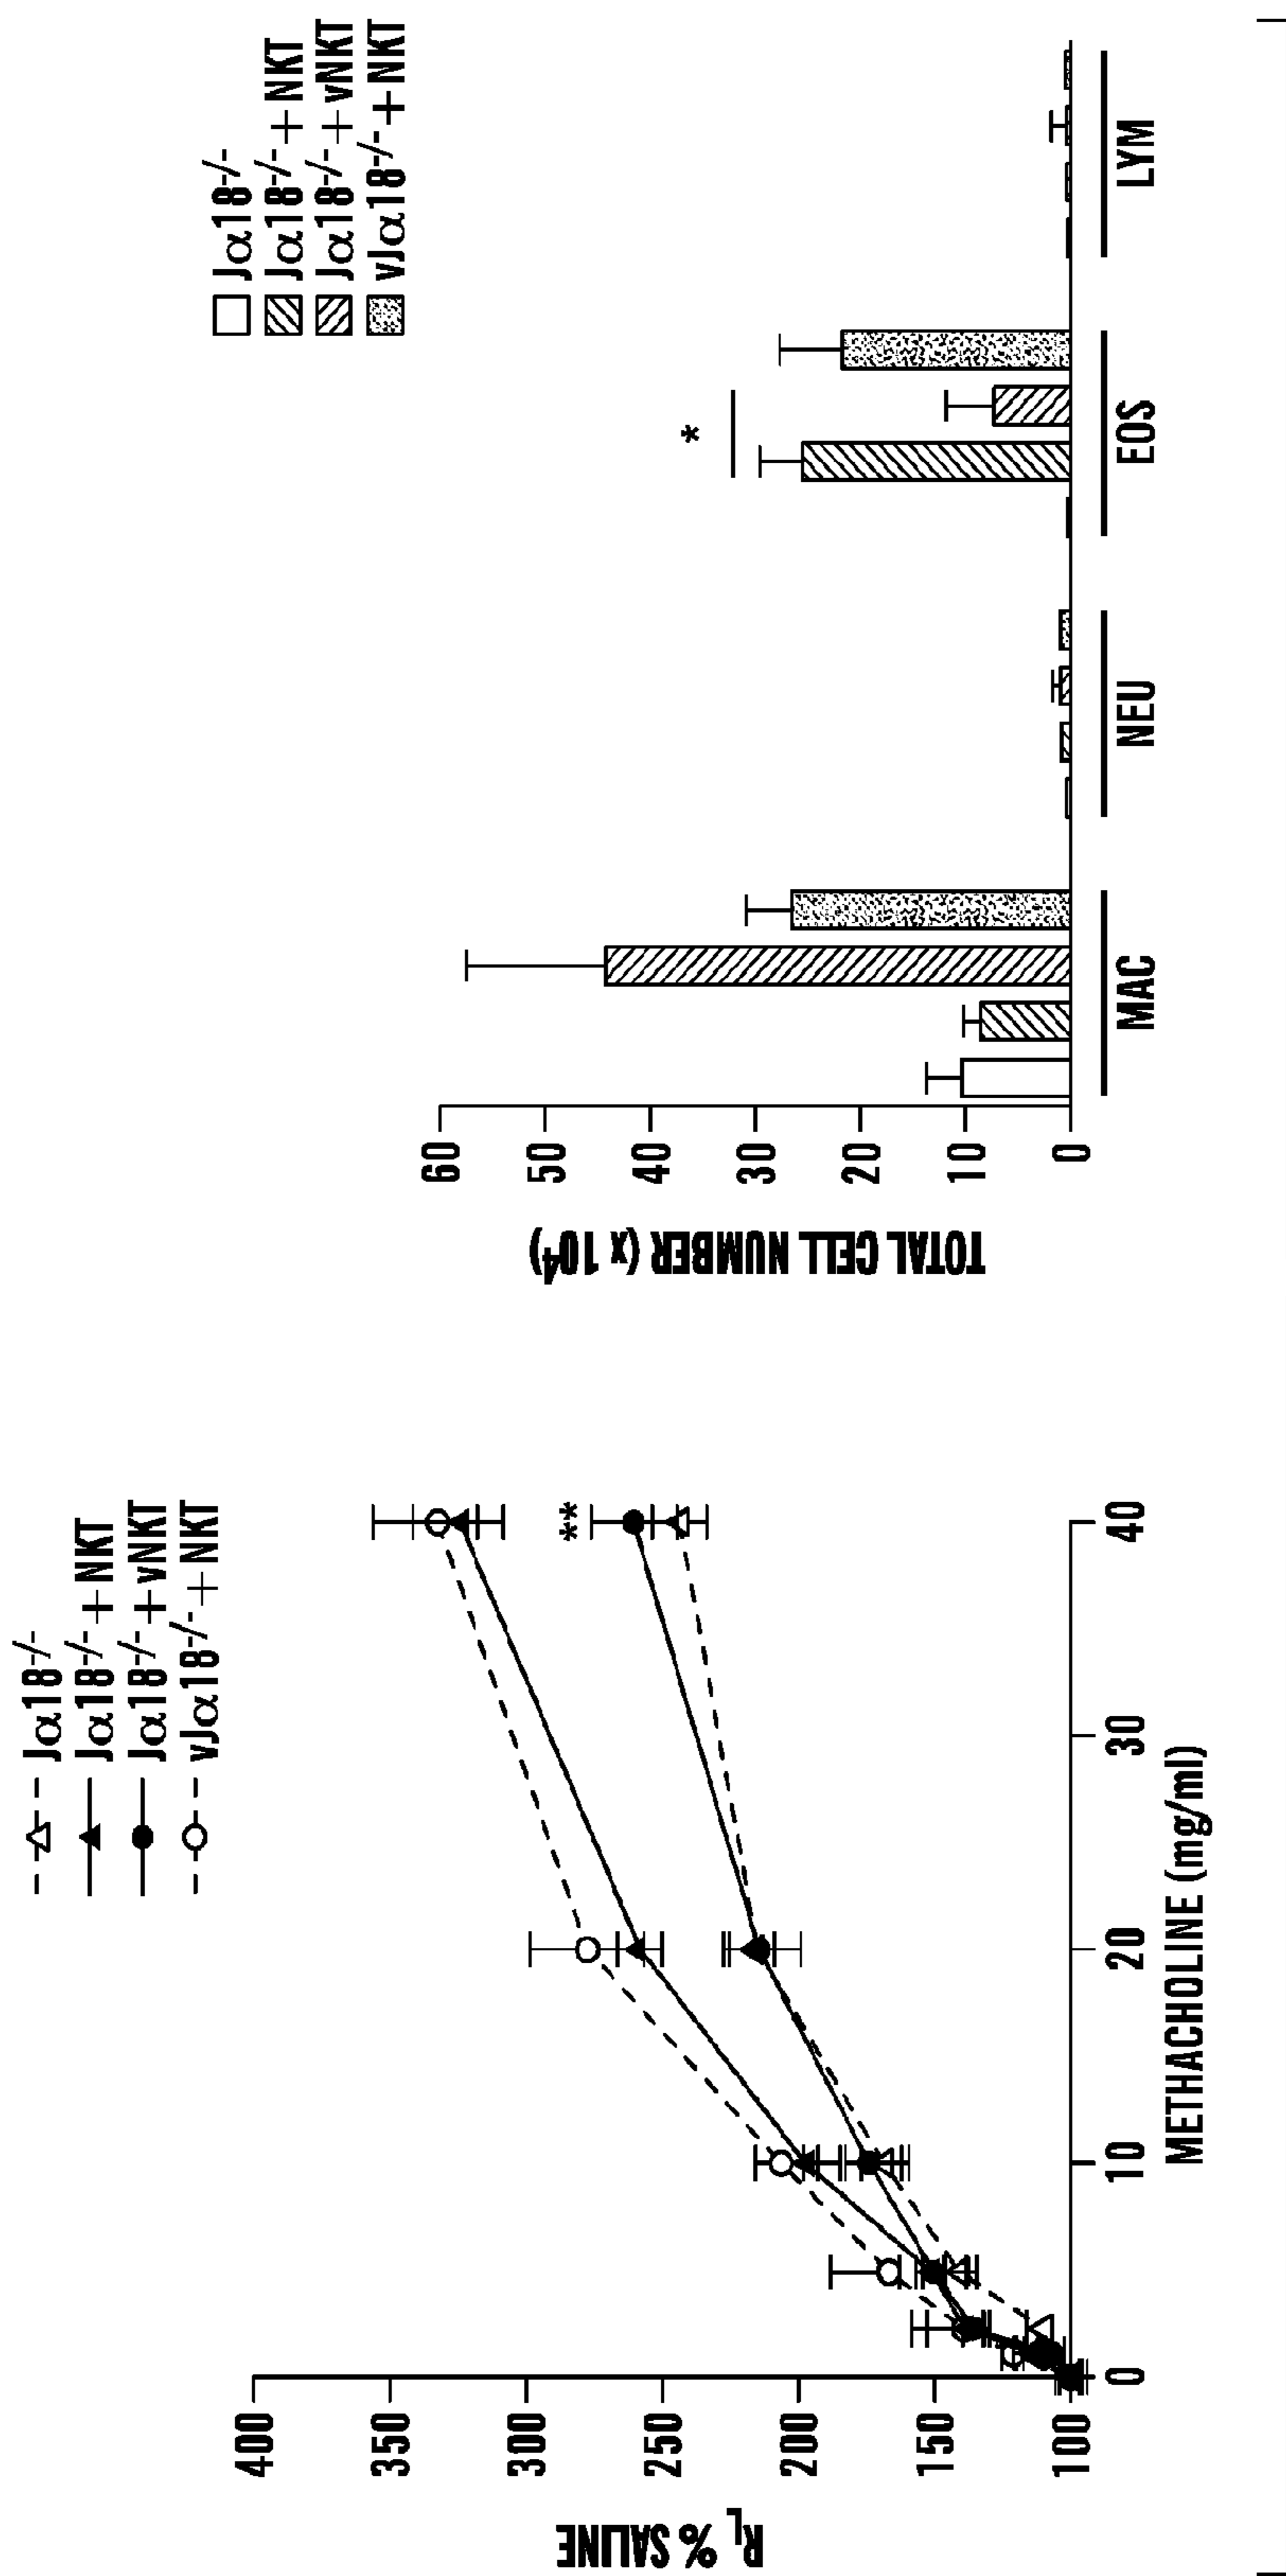 Jα18-/-
Jα18-/-+NKT
Jα18-/-+vNKT
vJα18-/-+NKT
400
350
300
250
200
150
100
RL % SALINE
**
0
10
20
30
40
METHACHOLINE (mg/ml)
Jα18-/-
Jα18-/-+NKT
Jα18-/-+vNKT
vJα18-/-+NKT
60
50
40
30
20
10
0
TOTAL CELL NUMBER (x 10⁴)
*
MAC
NEU
EOS
LYM